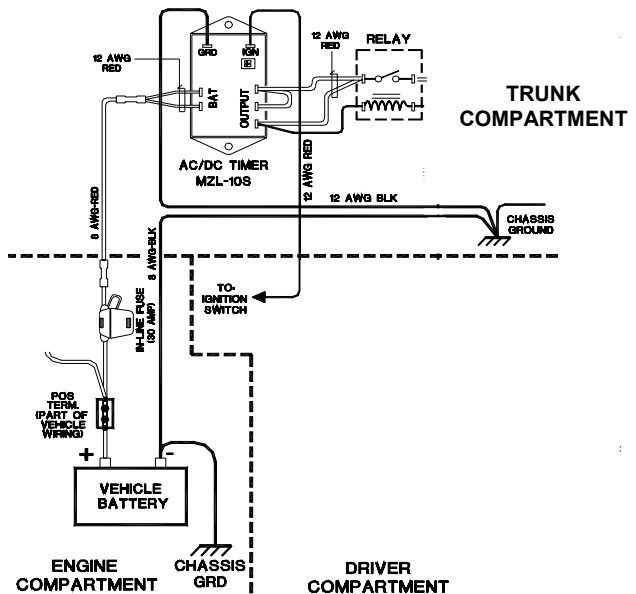 GRD
IGN
12 AWG
RED
BAT
OUTPUT
12 AWG
RED
RELAY
TRUNK
COMPARTMENT
AC/DC TIMER
MZL-10S
12 AWG RED
12 AWG BLK
CHASSIS
GROUND
8 AWG-RED
8 AWG-BLK
TO-
IGNITION
SWITCH
IN-LINE FUSE
(30 AMP)
POS
TERM.
(PART OF
VEHICLE
WIRING)
+
-
VEHICLE
BATTERY
CHASSIS
GRD
ENGINE
COMPARTMENT
DRIVER
COMPARTMENT